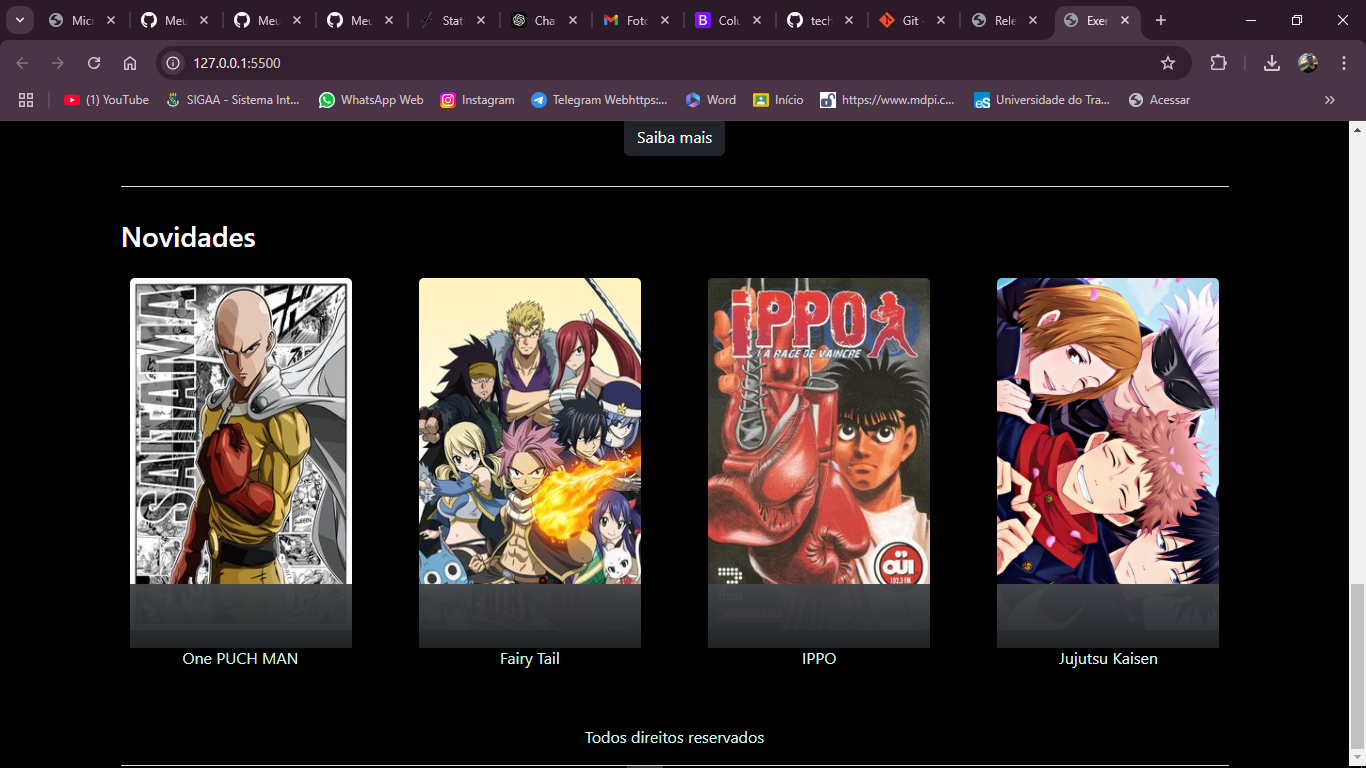 Micr
Meu
Meu
Meu
Stat
Cha
Foto
Colu
tech
Git -
Rele
Exer
127.0.0.1:5500
(1) YouTube
SIGAA - Sistema Int...
WhatsApp Web
Instagram
Telegram Webhttps:...
Word
Início
https://www.mdpi.c...
Universidade do Tra...
Acessar
Saiba mais
Novidades
SAITAMA
IPPO
LA RAGE DE VAINCRE
OÜI
102.3 FM
One PUCH MAN
Fairy Tail
IPPO
Jujutsu Kaisen
Todos direitos reservados